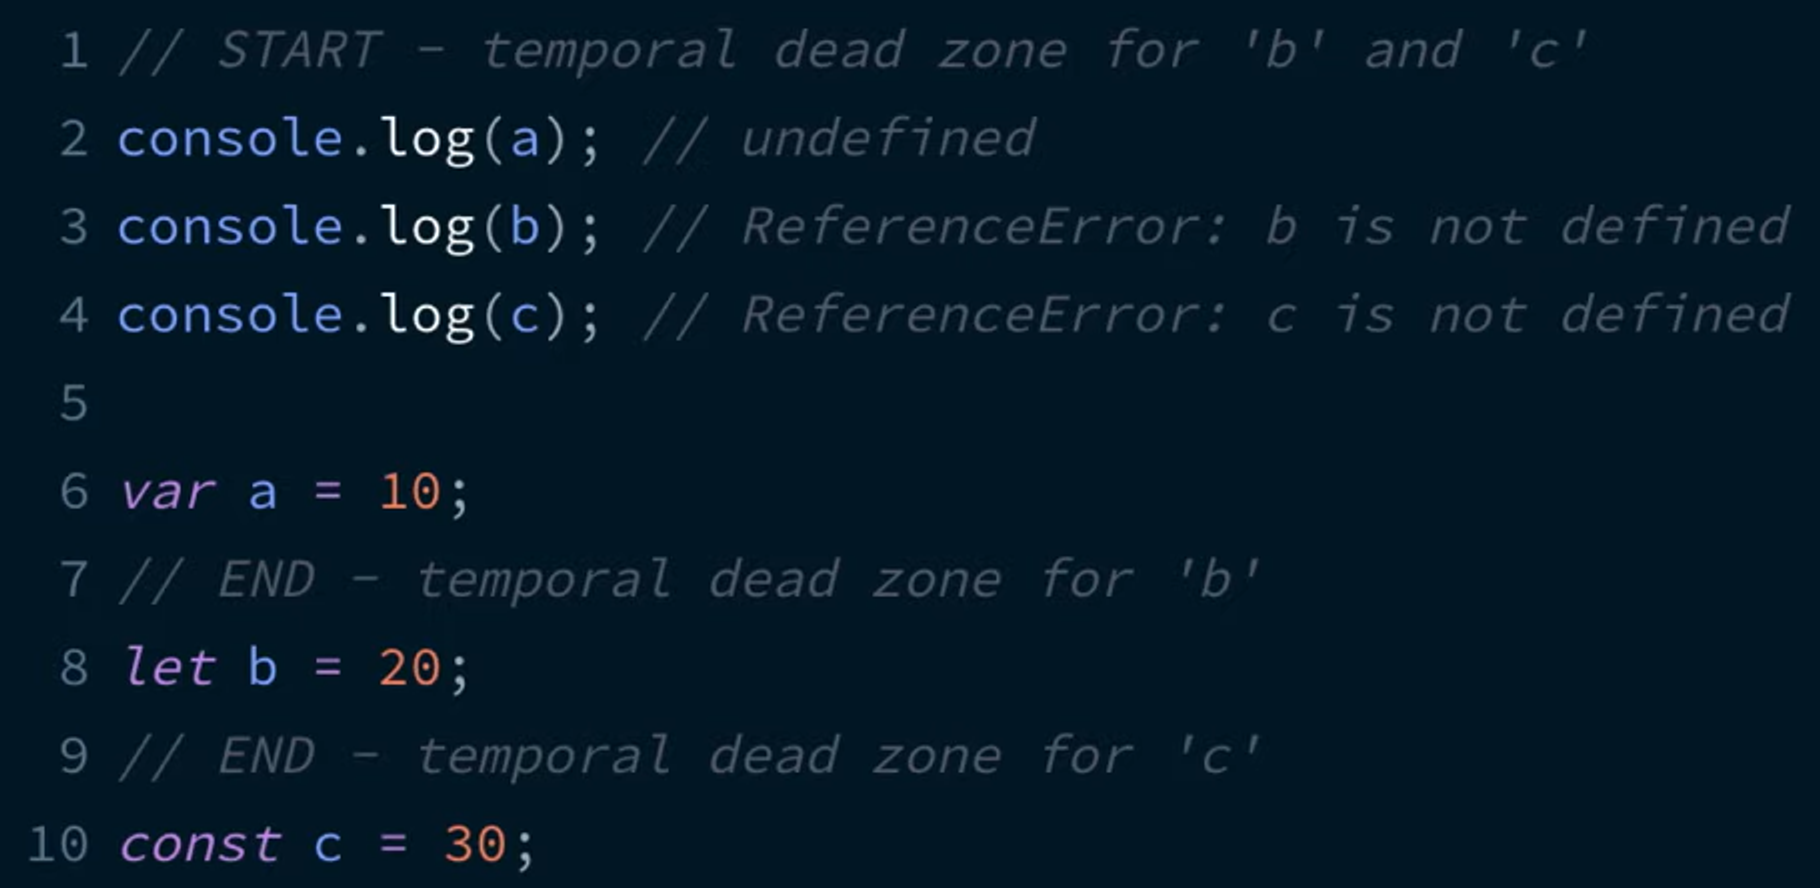 1 // START - temporal dead zone for 'b' and 'c'
2 console.log(a); // undefined
3 console.log(b); // ReferenceError: b is not defined
4 console.log(c); // ReferenceError: c is not defined
5
6 var a = 10;
7 // END - temporal dead zone for 'b'
8 let b = 20;
9 // END - temporal dead zone for 'c'
10 const c = 30;